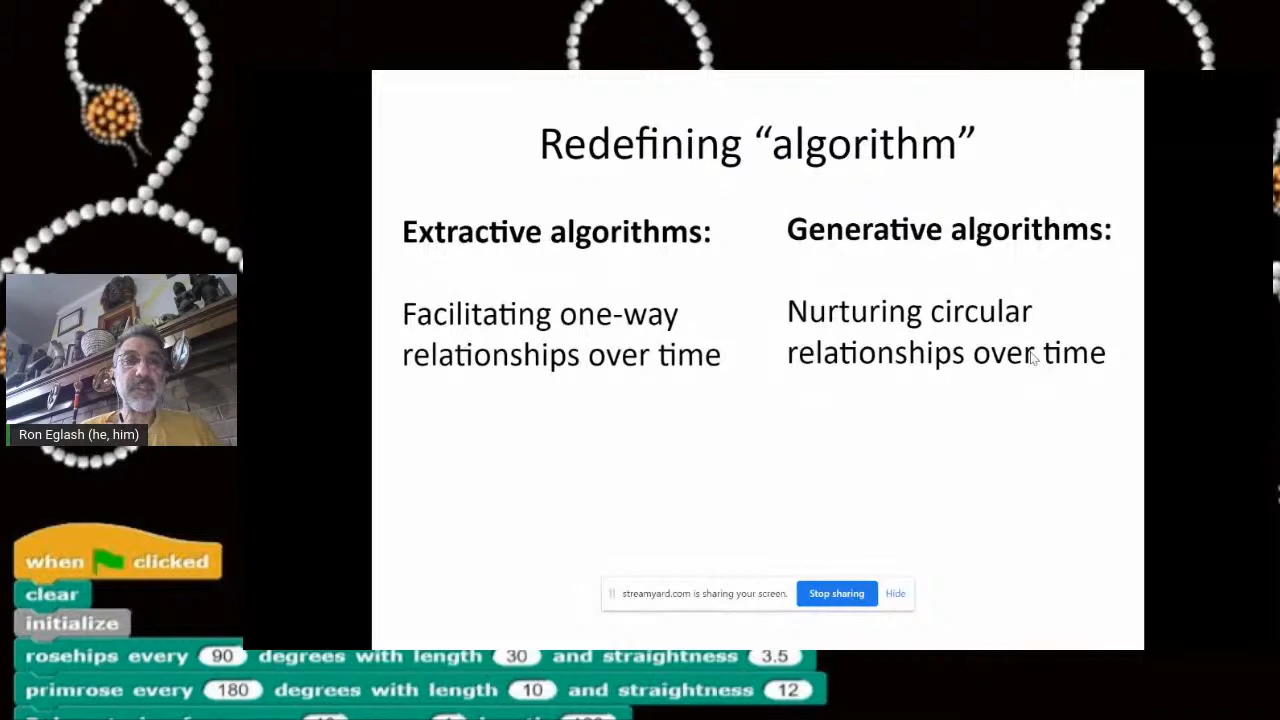 Redefining “algorithm”
Extractive algorithms:
Facilitating one-way
relationships over time
Generative algorithms:
Nurturing circular
relationships over time
Ron Eglash (he, him)
streamyard.com is sharing your screen.
Stop sharing
Hide
when clicked
clear
initialize
rosehips every 90 degrees with length 30 and straightness 3.5
primrose every 180 degrees with length 10 and straightness 12